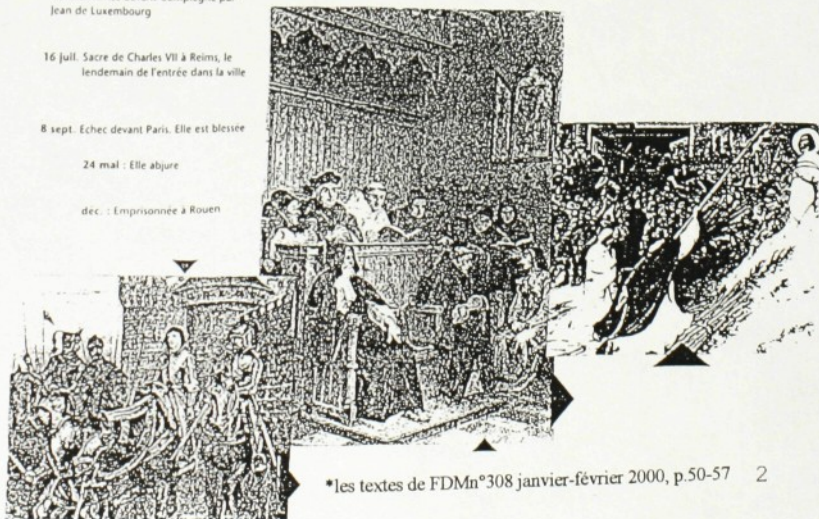 Jean de Luxembourg
16 juil. Sacre de Charles VII à Reims, le
lendemain de l'entrée dans la ville
8 sept. Echec devant Paris. Elle est blessée
24 mai : Elle abjure
déc. : Emprisonnée à Rouen
*les textes de FDMn°308 janvier-février 2000, p.50-57 2